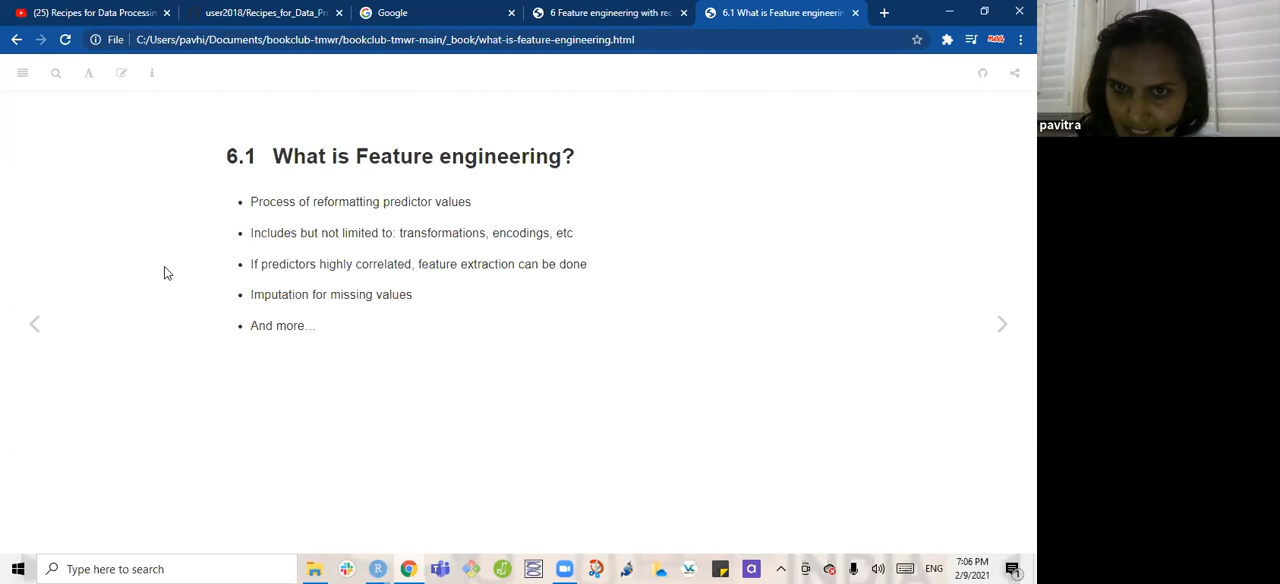 (25) Recipes for Data Processin
user2018/Recipes_for_Data_Pr
Google
6 Feature engineering with rec
6.1 What is Feature engineerin
File
C:/Users/pavhi/Documents/bookclub-tmwr/bookclub-tmwr-main/_book/what-is-feature-engineering.html
pavitra
6.1 What is Feature engineering?
• Process of reformatting predictor values
• Includes but not limited to: transformations, encodings, etc
• If predictors highly correlated, feature extraction can be done
• Imputation for missing values
• And more...
Type here to search
ENG
7:06 PM
2/9/2021